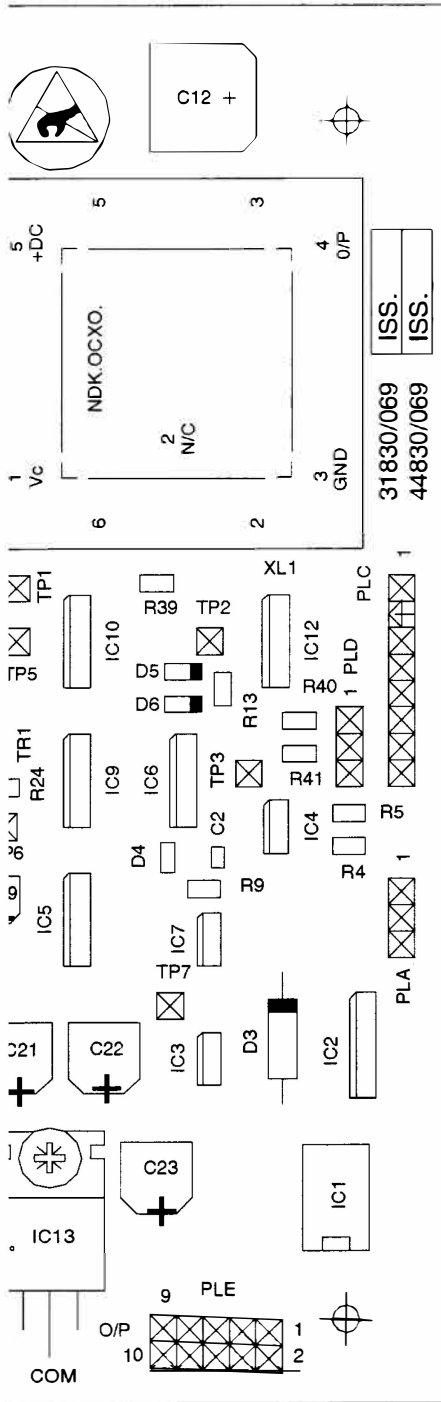 C12 +
5
+DC
5
3
4
O/P
NDK.OCXO.
2
N/C
1
Vc
6
2
3
GND
ISS.
ISS.
31830/069
44830/069
TP1
TP5
IC10
R39
TP2
XL1
IC12
PLC
1
D5
D6
R13
R40
PLD
1
TR1
R24
IC9
IC6
TP3
R41
IC4
R5
R4
C2
D4
R9
IC5
IC7
1
PLA
TP7
C22
IC3
D3
IC2
C23
IC1
IC13
9
PLE
O/P
10
1
2
COM